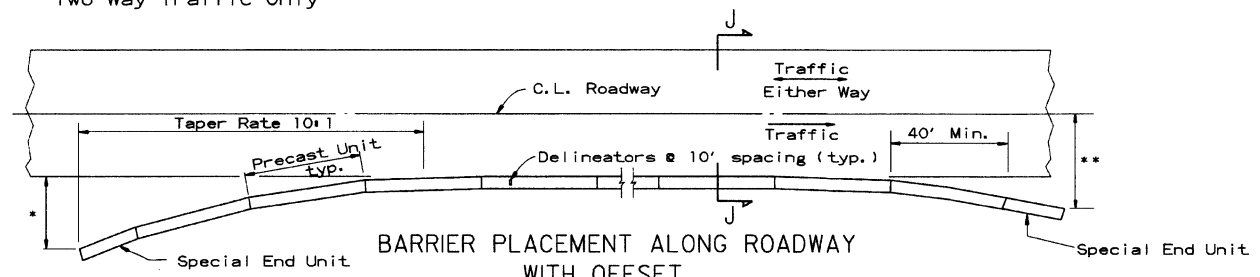 Two Way Traffic Only
J
Traffic
Either Way
C.L. Roadway
Taper Rate 10:1
Traffic
40' Min.
Precast Unit
typ.
Delineators @ 10' spacing (typ.)
*
**
J
Special End Unit
BARRIER PLACEMENT ALONG ROADWAY
WITH OFFSET
Special End Unit